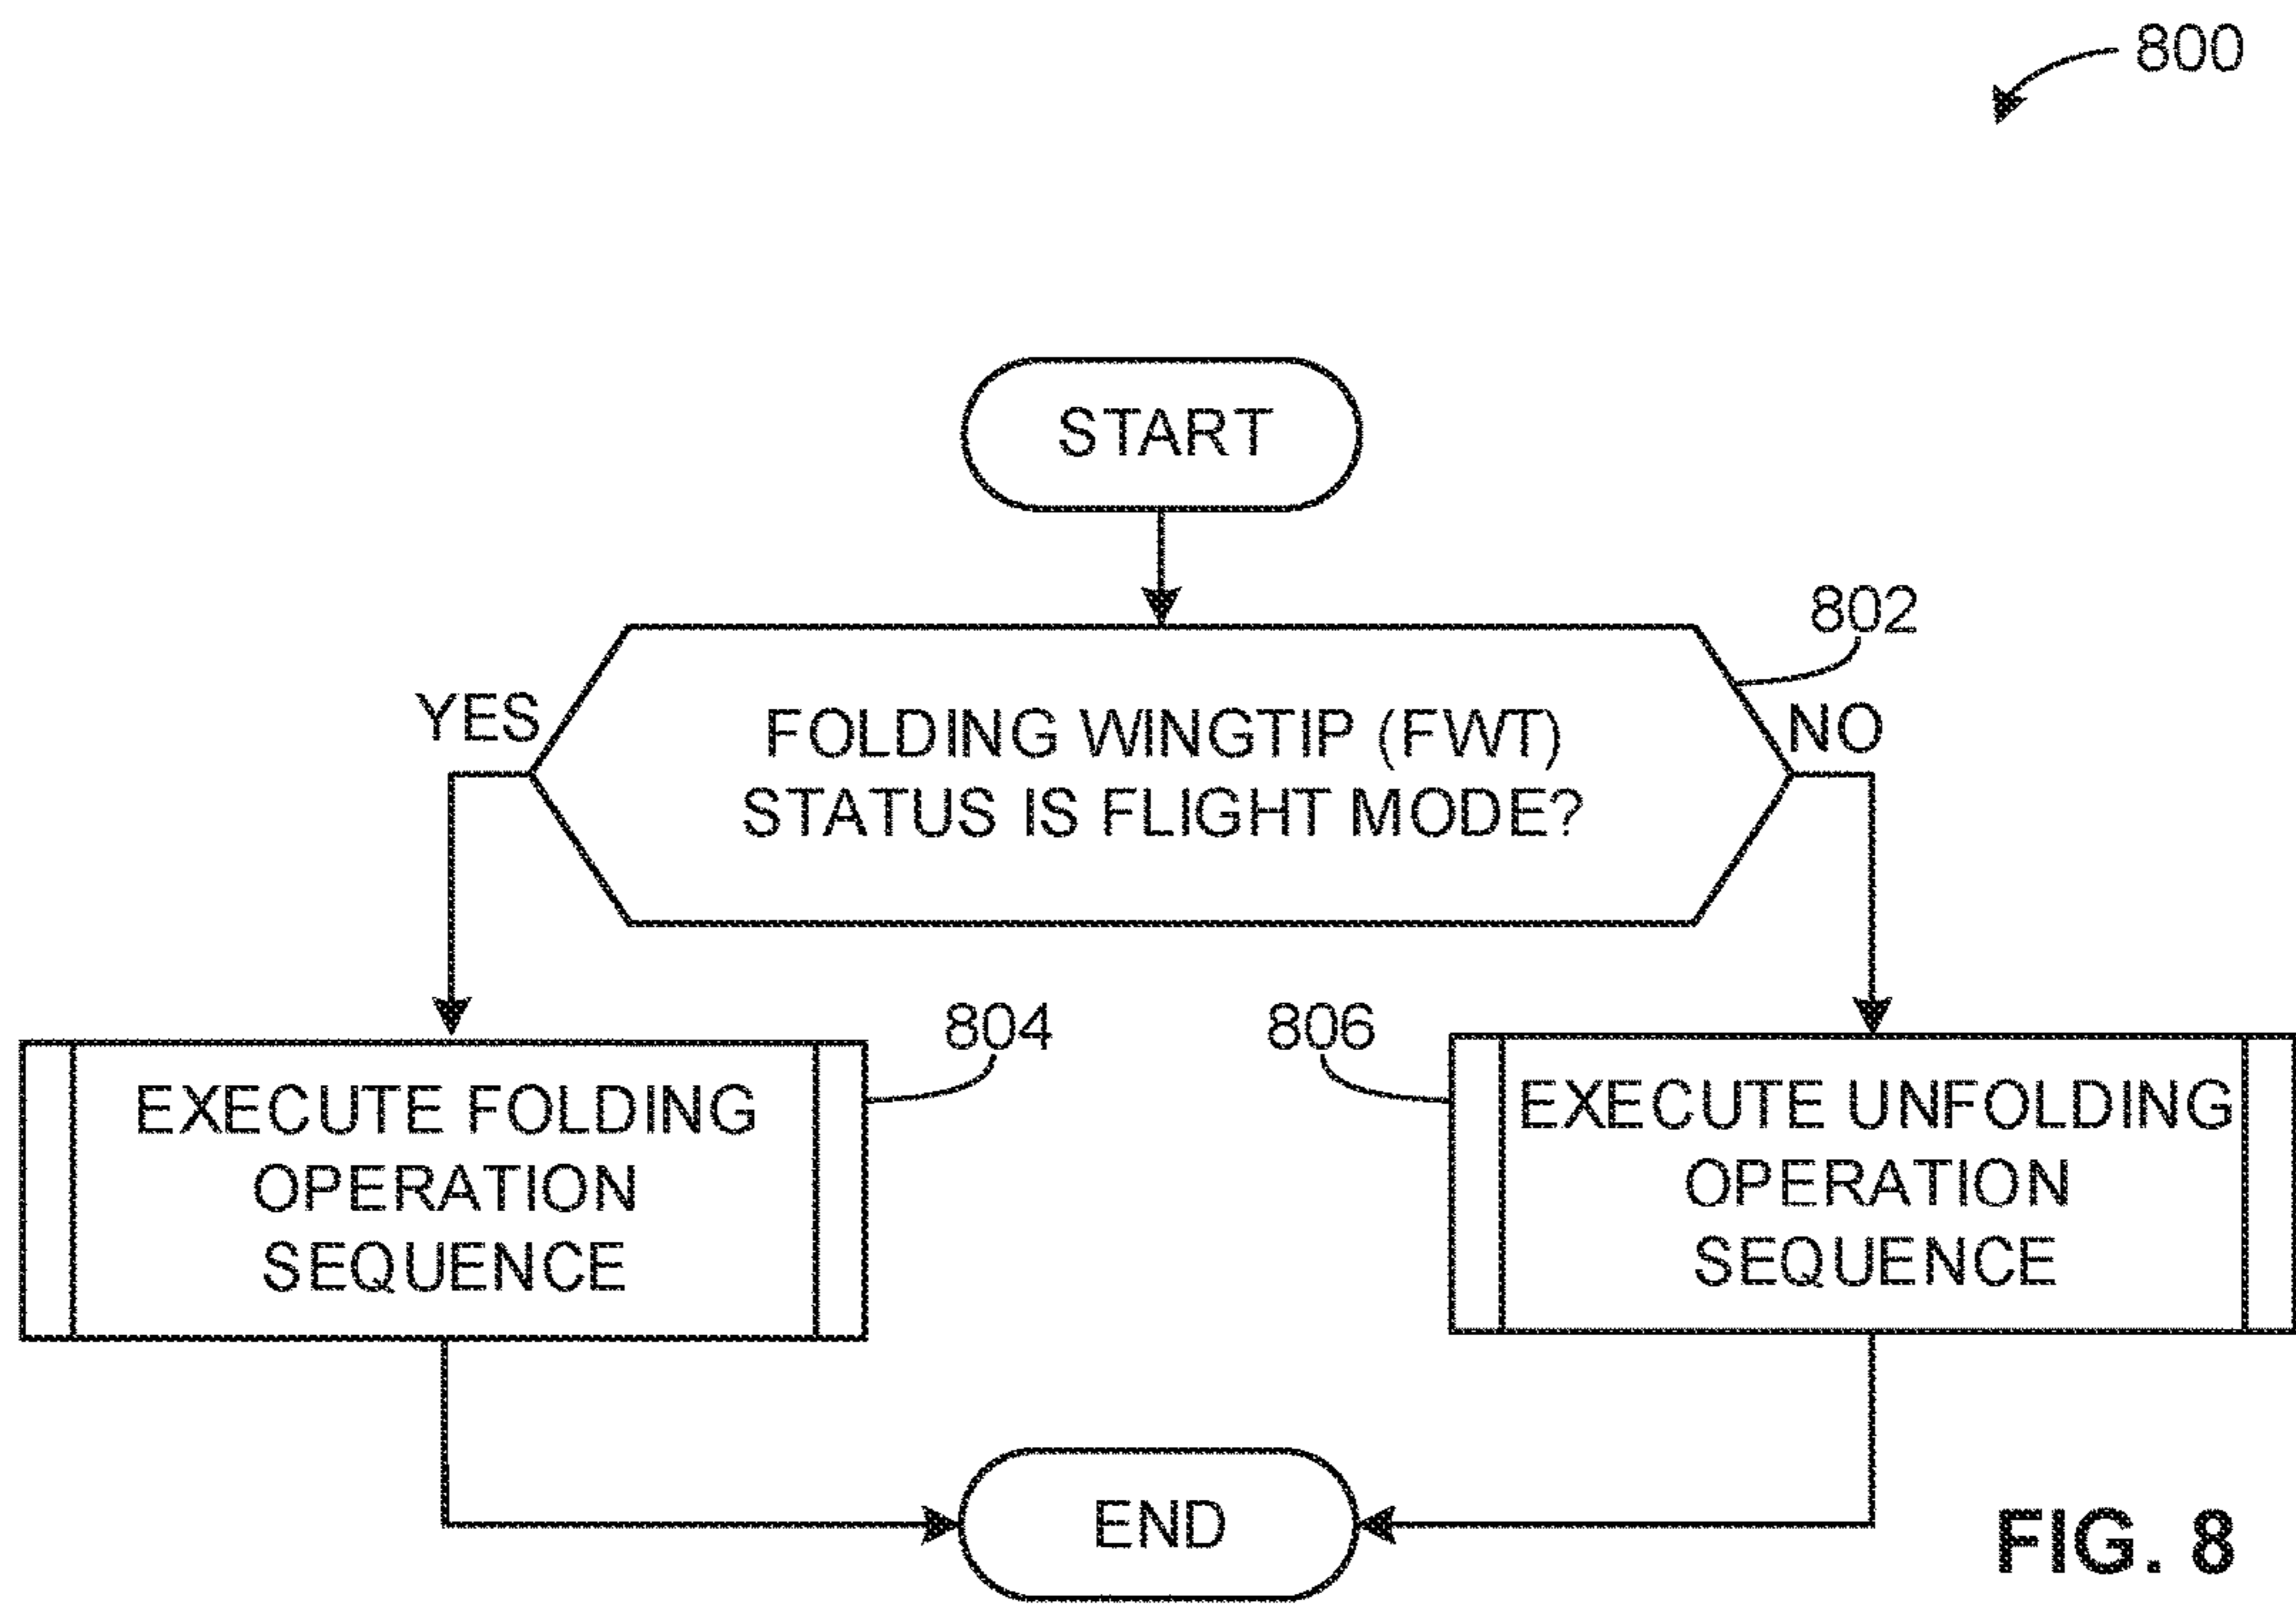 800
START
802
YES
NO
FOLDING WINGTIP (FWT)
STATUS IS FLIGHT MODE?
804
806
EXECUTE FOLDING
OPERATION
SEQUENCE
EXECUTE UNFOLDING
OPERATION
SEQUENCE
END
FIG. 8